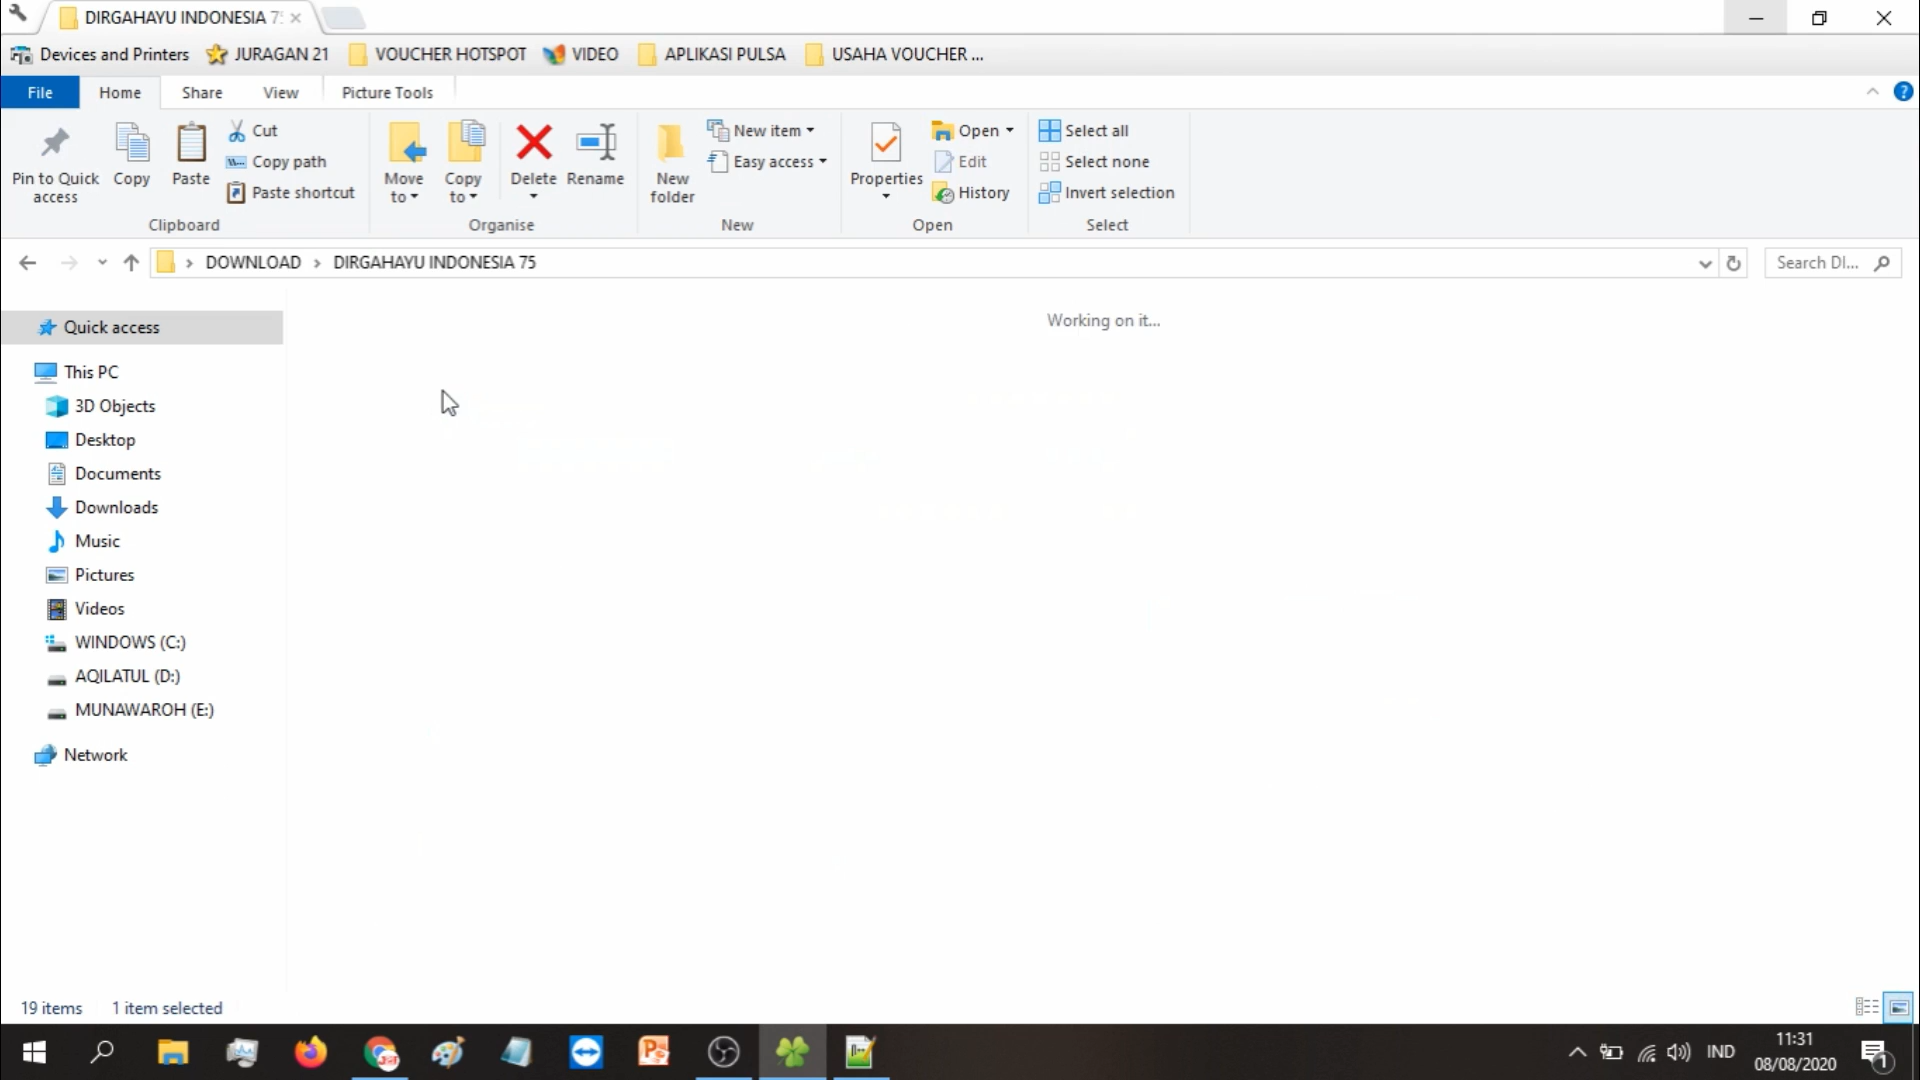 DIRGAHAYU INDONESIA 75
Devices and Printers JURAGAN 21 VOUCHER HOTSPOT VIDEO APLIKASI PULSA USAHA VOUCHER ...
File Home Share View Picture Tools
Pin to Quick access
Copy
Paste
Cut
Copy path
Paste shortcut
Clipboard
Move to
Copy to
Delete
Rename
Organise
New folder
New item
Easy access
New
Properties
Open
Edit
History
Open
Select all
Select none
Invert selection
Select
DOWNLOAD > DIRGAHAYU INDONESIA 75
Search DI...
Quick access
This PC
3D Objects
Desktop
Documents
Downloads
Music
Pictures
Videos
WINDOWS (C:)
AQILATUL (D:)
MUNAWAROH (E:)
Network
Working on it...
19 items 1 item selected
IND
11:31
08/08/2020
1